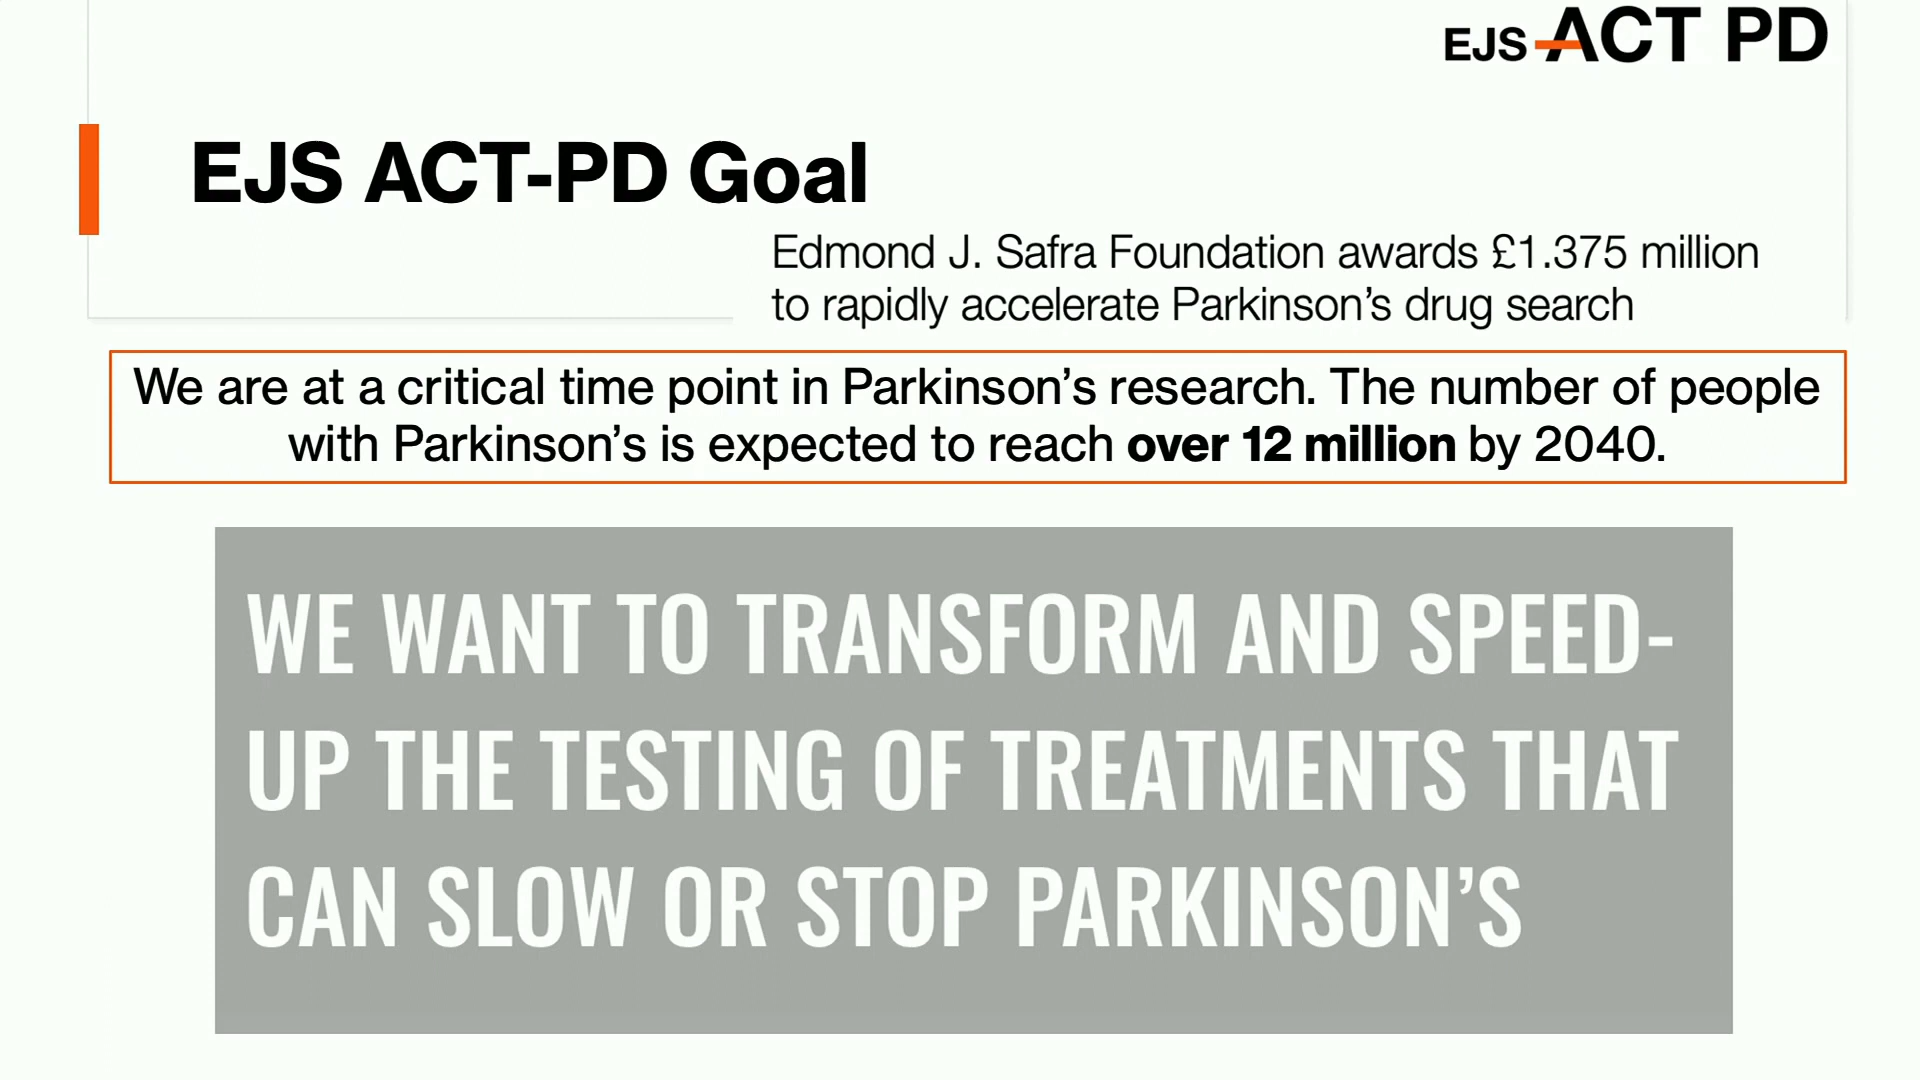 EJS ACT PD
EJS ACT-PD Goal
Edmond J. Safra Foundation awards £1.375 million
to rapidly accelerate Parkinson’s drug search
We are at a critical time point in Parkinson’s research. The number of people
with Parkinson’s is expected to reach over 12 million by 2040.
WE WANT TO TRANSFORM AND SPEED-
UP THE TESTING OF TREATMENTS THAT
CAN SLOW OR STOP PARKINSON’S